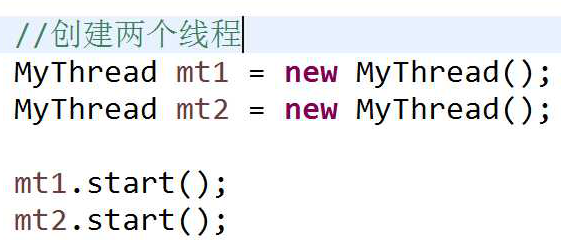 //创建两个线程
MyThread mt1 = new MyThread();
MyThread mt2 = new MyThread();
mt1.start();
mt2.start();